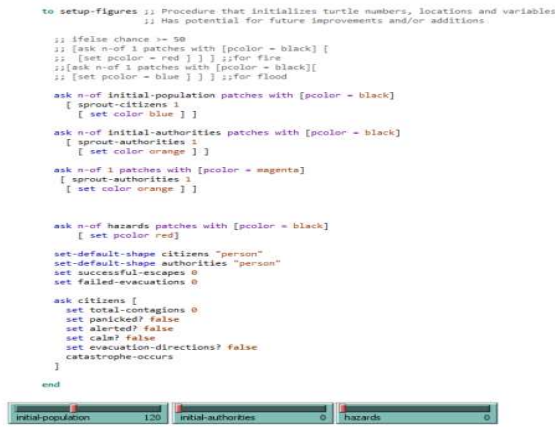 to setup-figures ;; Procedure that initializes turtle numbers, locations and variables
;; Has potential for future improvements and/or additions
;; ifelse chance >= 50
;; [ask n-of 1 patches with [pcolor = black] [
;; [set pcolor = red ] ] ] ;;for fire
;;[ask n-of 1 patches with [pcolor = black][
;; [set pcolor = blue ] ] ] ;;for flood
ask n-of initial-population patches with [pcolor = black]
[ sprout-citizens 1
[ set color blue ] ]
ask n-of initial-authorities patches with [pcolor = black]
[ sprout-authorities 1
[ set color orange ] ]
ask n-of 1 patches with [pcolor = magenta]
[ sprout-authorities 1
[ set color orange ] ]
ask n-of hazards patches with [pcolor = black]
[ set pcolor red]
set-default-shape citizens "person"
set-default-shape authorities "person"
set successful-escapes 0
set failed-evacuations 0
ask citizens [
set total-contagions 0
set panicked? false
set alerted? false
set calm? false
set evacuation-directions? false
catastrophe-occurs
]
end
initial-population 120 initial-authorities 0 hazards 0